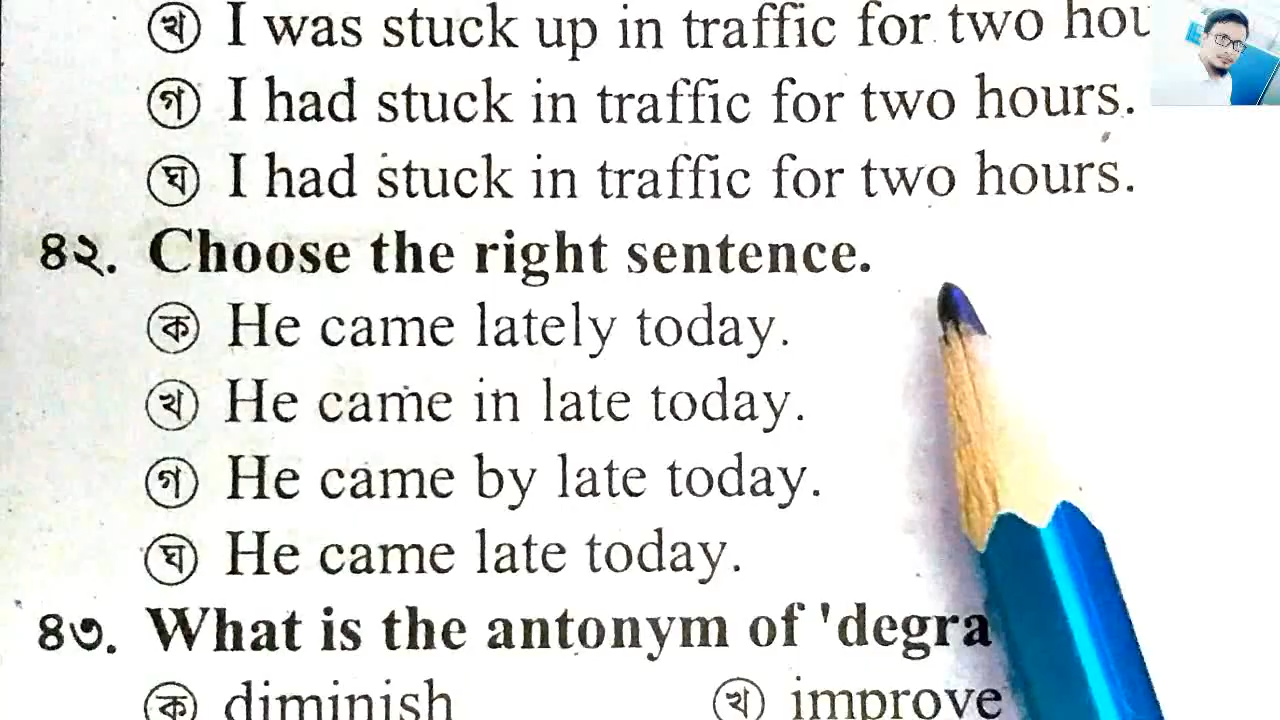 খ I was stuck up in traffic for two hou
গ I had stuck in traffic for two hours.
ঘ I had stuck in traffic for two hours.
৪২. Choose the right sentence.
ক He came lately today.
খ He came in late today.
গ He came by late today.
ঘ He came late today.
৪৩. What is the antonym of 'degra
ক diminish খ improve